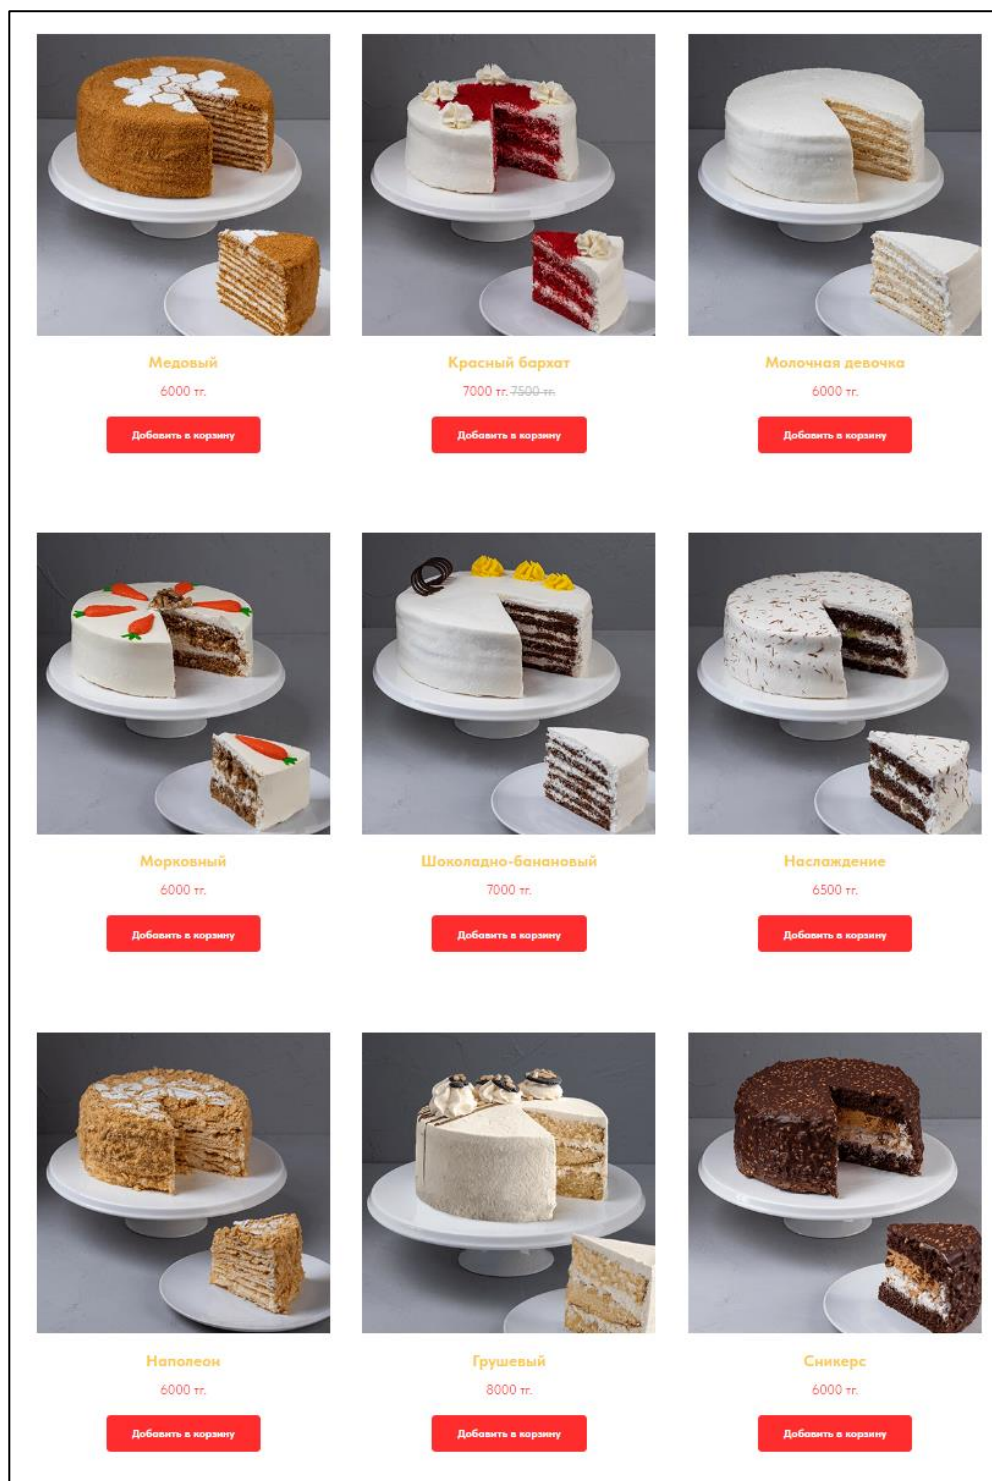 Медовый
6000 тг.
Добавить в корзину
Красный бархат
7000 тг. 7500 тг.
Добавить в корзину
Молочная девочка
6000 тг.
Добавить в корзину
Морковный
6000 тг.
Добавить в корзину
Шоколадно-банановый
7000 тг.
Добавить в корзину
Наслаждение
6500 тг.
Добавить в корзину
Наполеон
6000 тг.
Добавить в корзину
Грушевый
8000 тг.
Добавить в корзину
Сникерс
6000 тг.
Добавить в корзину